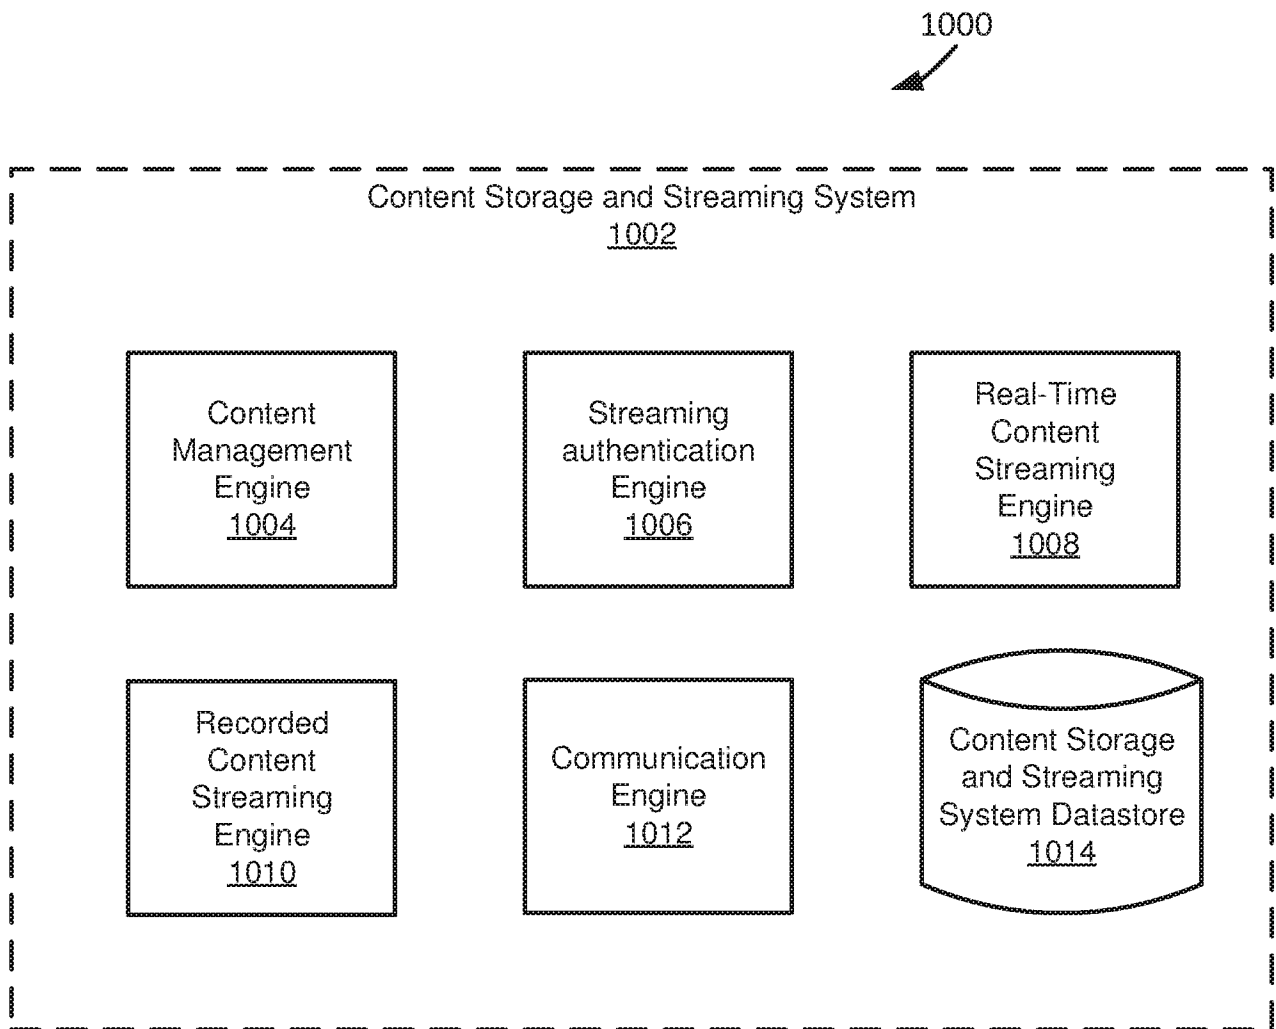 1000
Content Storage and Streaming System
1002
Content
Management
Engine
1004
Streaming
authentication
Engine
1006
Real-Time
Content
Streaming
Engine
1008
Recorded
Content
Streaming
Engine
1010
Communication
Engine
1012
Content Storage
and Streaming
System Datastore
1014